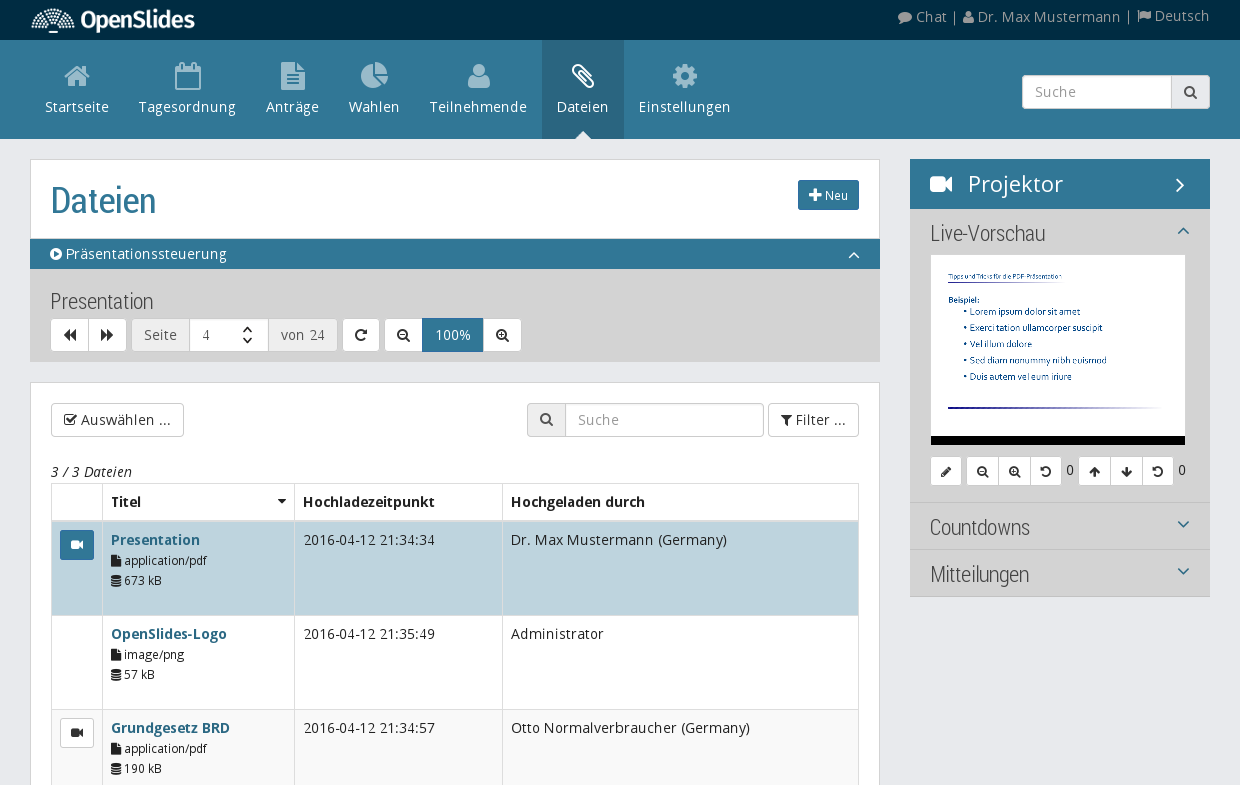 OpenSlides
Chat | Dr. Max Mustermann | Deutsch
Startseite
Tagesordnung
Anträge
Wahlen
Teilnehmende
Dateien
Einstellungen
Suche
Dateien
Neu
Präsentationssteuerung
Presentation
Seite 4 von 24 100%
Auswählen ...
Suche
Filter ...
3 / 3 Dateien
Titel Hochladezeitpunkt Hochgeladen durch
Presentation 2016-04-12 21:34:34 Dr. Max Mustermann (Germany)
application/pdf
673 kB
OpenSlides-Logo 2016-04-12 21:35:49 Administrator
image/png
57 kB
Grundgesetz BRD 2016-04-12 21:34:57 Otto Normalverbraucher (Germany)
application/pdf
190 kB
Projektor
Live-Vorschau
Tipps und Tricks für die PDF-Präsentation
Beispiel:
• Lorem ipsum dolor sit amet
• Exerci tation ullamcorper suscipit
• Vel illum dolore
• Sed diam nonummy nibh euismod
• Duis autem vel eum iriure
0 0
Countdowns
Mitteilungen